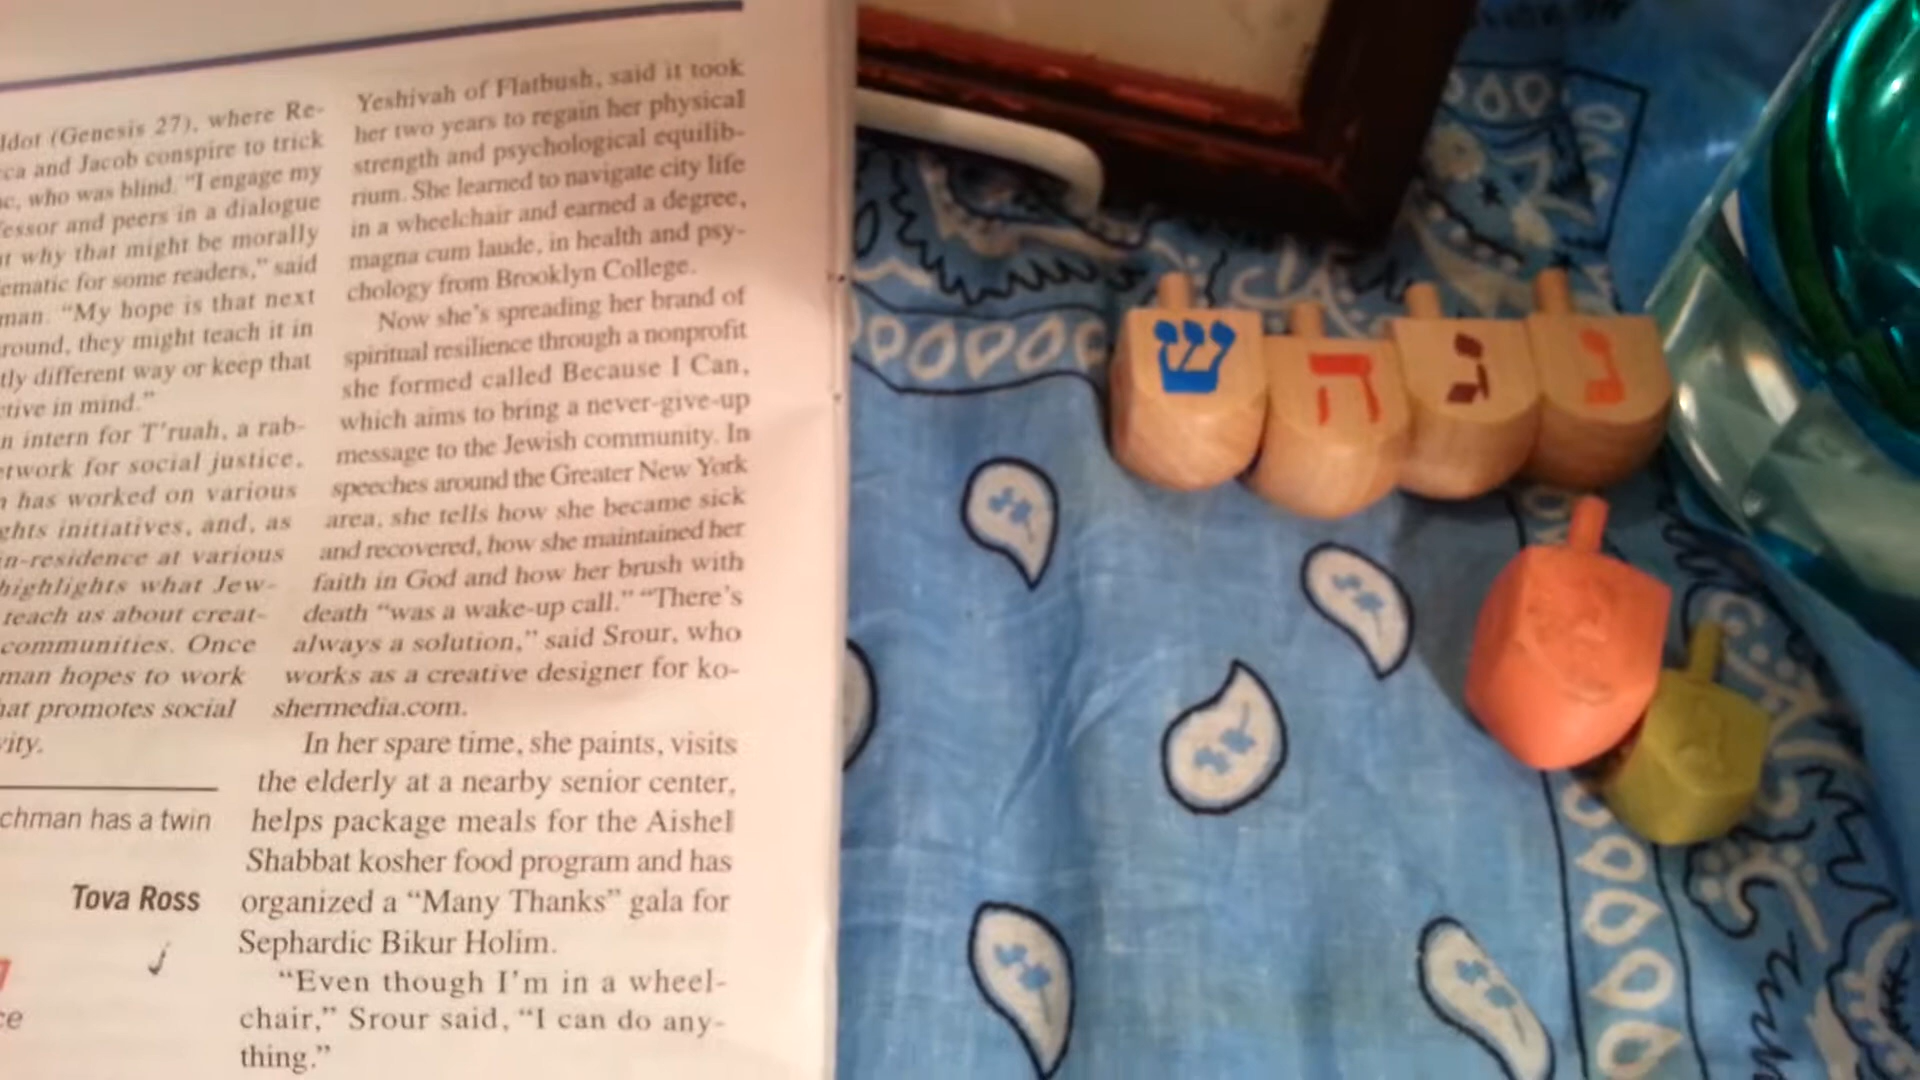 ldot (Genesis 27), where Re-
ca and Jacob conspire to trick
c, who was blind. "I engage my
essor and peers in a dialogue
t why that might be morally
ematic for some readers," said
man. "My hope is that next
round, they might teach it in
tly different way or keep that
ctive in mind."
n intern for T'ruah, a rab-
twork for social justice,
n has worked on various
ghts initiatives, and, as
in-residence at various
highlights what Jew-
teach us about creat-
communities. Once
man hopes to work
hat promotes social
vity.
chman has a twin
Tova Ross
ce
Yeshivah of Flatbush, said it took
her two years to regain her physical
strength and psychological equilib-
rium. She learned to navigate city life
in a wheelchair and earned a degree,
magna cum laude, in health and psy-
chology from Brooklyn College.
Now she's spreading her brand of
spiritual resilience through a nonprofit
she formed called Because I Can,
which aims to bring a never-give-up
message to the Jewish community. In
speeches around the Greater New York
area, she tells how she became sick
and recovered, how she maintained her
faith in God and how her brush with
death "was a wake-up call." "There's
always a solution," said Srour, who
works as a creative designer for ko-
shermedia.com.
In her spare time, she paints, visits
the elderly at a nearby senior center,
helps package meals for the Aishel
Shabbat kosher food program and has
organized a "Many Thanks" gala for
Sephardic Bikur Holim.
"Even though I'm in a wheel-
chair," Srour said, "I can do any-
thing."
ש ה ג נ